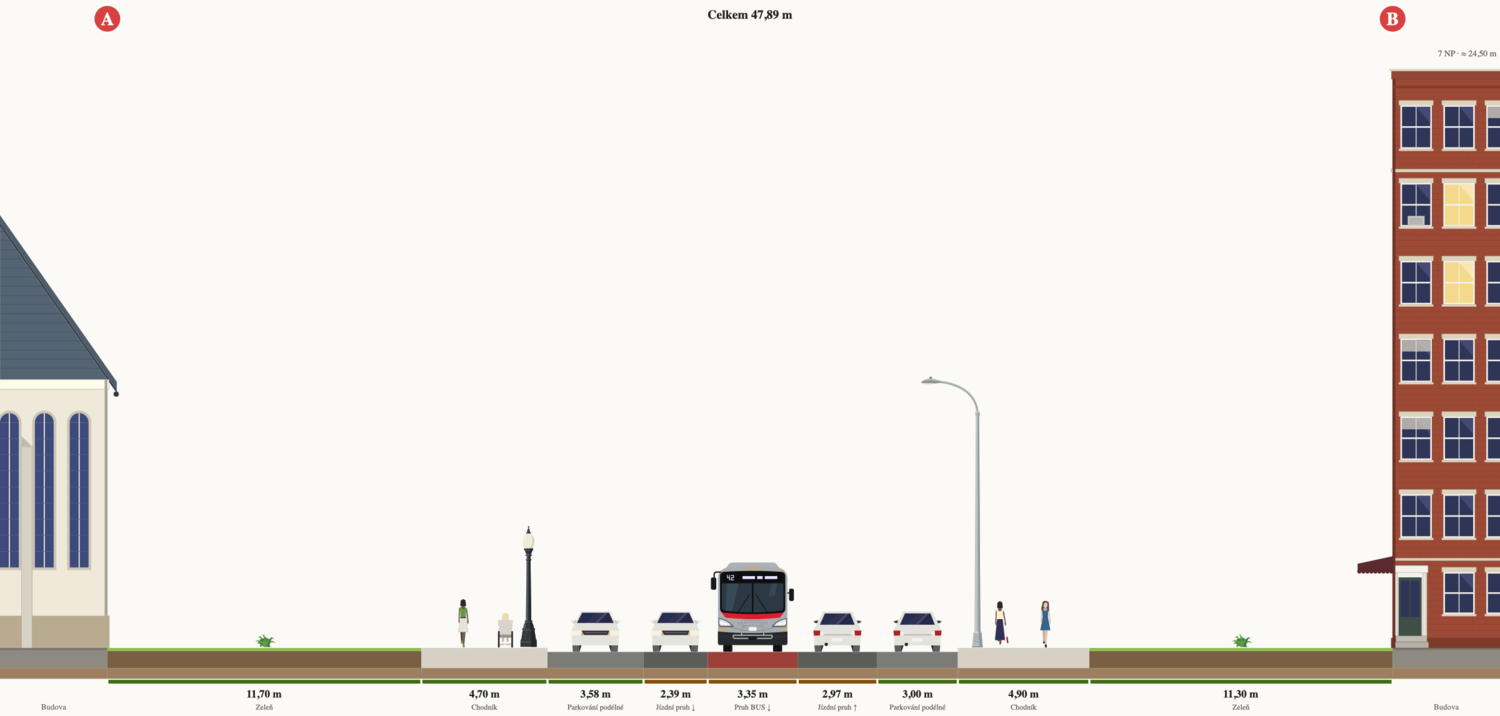 A
Celkem 47,89 m
B
7 NP · ≈ 24,50 m
42
11,70 m
4,70 m
3,58 m
2,39 m
3,35 m
2,97 m
3,00 m
4,90 m
11,30 m
Budova
Zeleň
Chodník
Parkování podélné
Jízdní pruh ↓
Pruh BUS ↓
Jízdní pruh ↑
Parkování podélné
Chodník
Zeleň
Budova